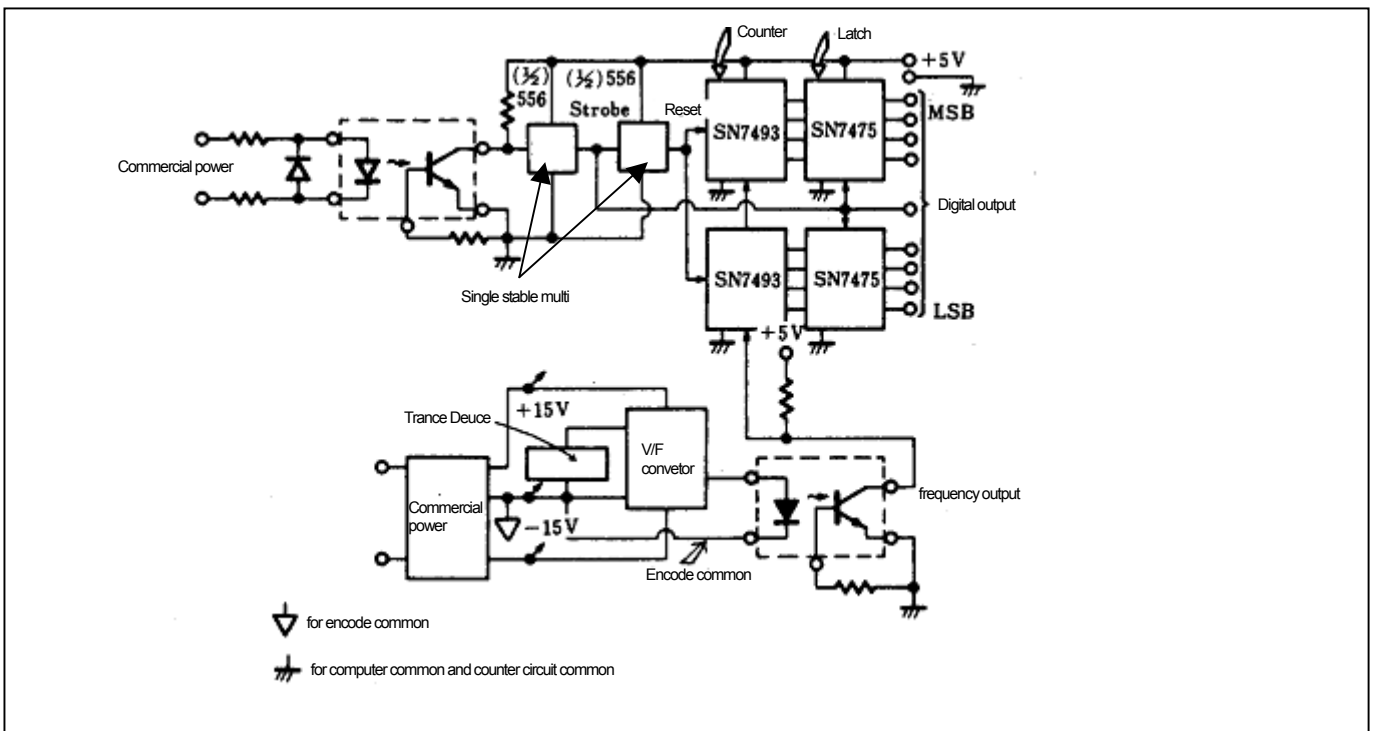 Counter
Latch
+5V
(½)
556
(½)556
Strobe
Reset
SN7493
SN7475
MSB
Commercial power
Digital output
Single stable multi
SN7493
SN7475
LSB
+5V
+15V
Trance Deuce
V/F
convetor
Commercial
power
-15V
frequency output
Encode common
for encode common
for computer common and counter circuit common